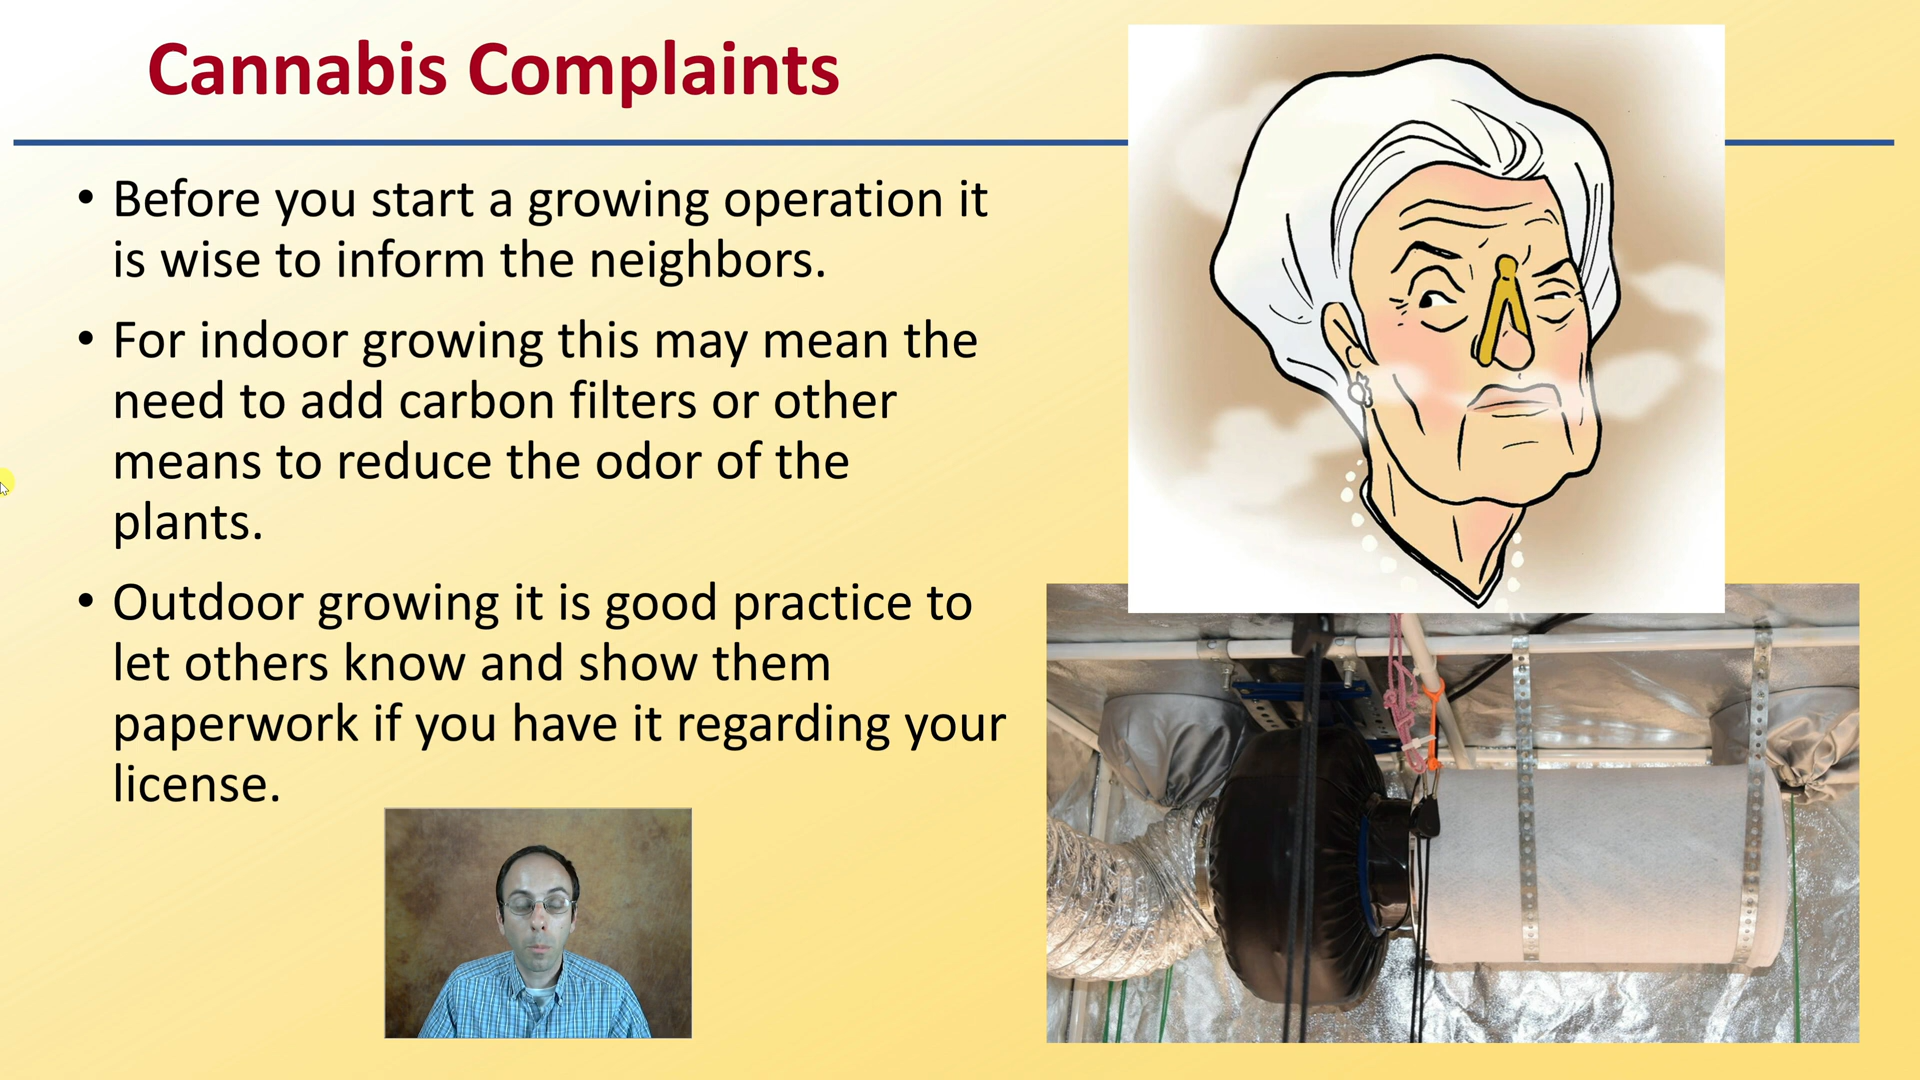 Cannabis Complaints
• Before you start a growing operation it
is wise to inform the neighbors.
• For indoor growing this may mean the
need to add carbon filters or other
means to reduce the odor of the
plants.
• Outdoor growing it is good practice to
let others know and show them
paperwork if you have it regarding your
license.